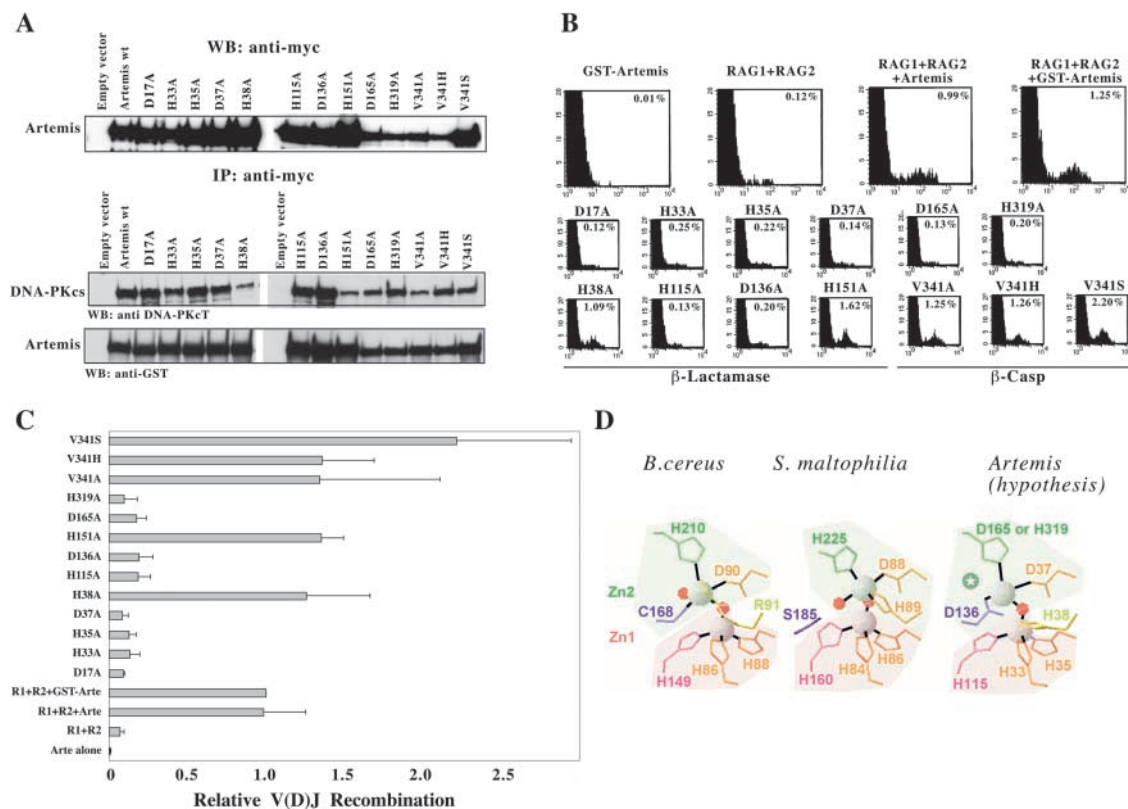 A
WB: anti-myc
Empty vector
Artemis wt
D17A
H33A
H35A
D37A
H38A
H115A
D136A
H151A
D165A
H319A
V341A
V341H
V341S
Artemis
IP: anti-myc
Empty vector
Artemis wt
D17A
H33A
H35A
D37A
H38A
Empty vector
H115A
D136A
H151A
D165A
H319A
V341A
V341H
V341S
DNA-PKcs
WB: anti DNA-PKcT
Artemis
WB: anti-GST
B
GST-Artemis
0.01%
RAG1+RAG2
0.12%
RAG1+RAG2
+Artemis
0.99%
RAG1+RAG2
+GST-Artemis
1.25%
D17A
0.12%
H33A
0.25%
H35A
0.22%
D37A
0.14%
D165A
0.13%
H319A
0.20%
H38A
1.09%
H115A
0.13%
D136A
0.20%
H151A
1.62%
V341A
1.25%
V341H
1.26%
V341S
2.20%
β-Lactamase
β-Casp
C
V341S
V341H
V341A
H319A
D165A
H151A
D136A
H115A
H38A
D37A
H35A
H33A
D17A
R1+R2+GST-Arte
R1+R2+Arte
R1+R2
Arte alone
0 0.5 1.0 1.5 2.0 2.5
Relative V(D)J Recombination
D
B.cereus
H210
D90
Zn2
C168
R91
Zn1
H86
H88
H149
S. maltophilia
H225
D88
H89
S185
H84
H86
H160
Artemis
(hypothesis)
D165 or H319
D37
D136
H38
H33
H35
H115